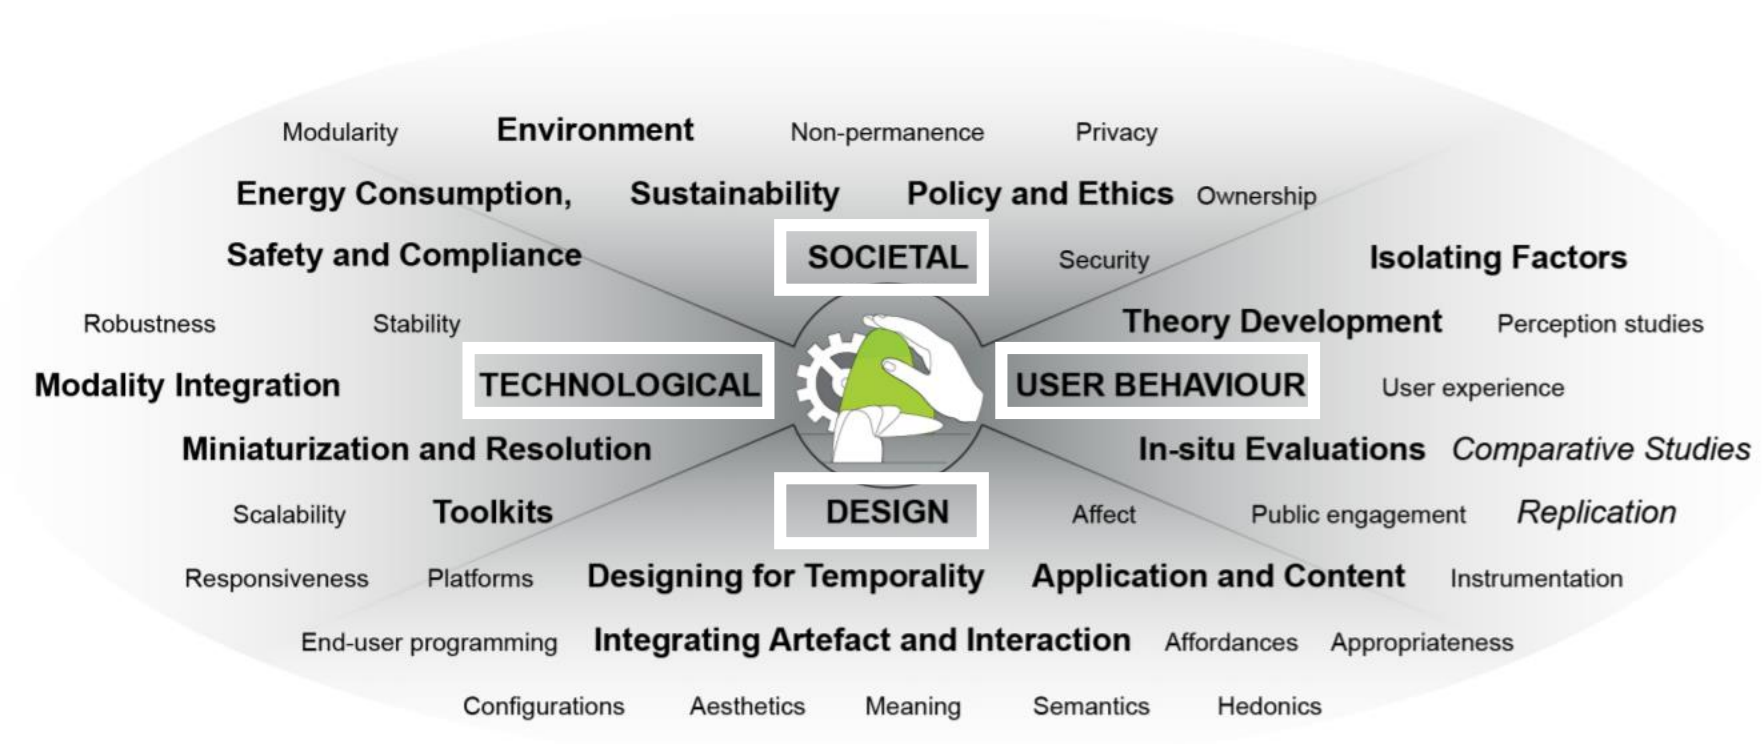 Modularity Environment Non-permanence Privacy
Energy Consumption, Sustainability Policy and Ethics Ownership
Safety and Compliance SOCIETAL Security Isolating Factors
Robustness Stability Theory Development Perception studies
Modality Integration TECHNOLOGICAL USER BEHAVIOUR User experience
Miniaturization and Resolution In-situ Evaluations Comparative Studies
Scalability Toolkits DESIGN Affect Public engagement Replication
Responsiveness Platforms Designing for Temporality Application and Content Instrumentation
End-user programming Integrating Artefact and Interaction Affordances Appropriateness
Configurations Aesthetics Meaning Semantics Hedonics